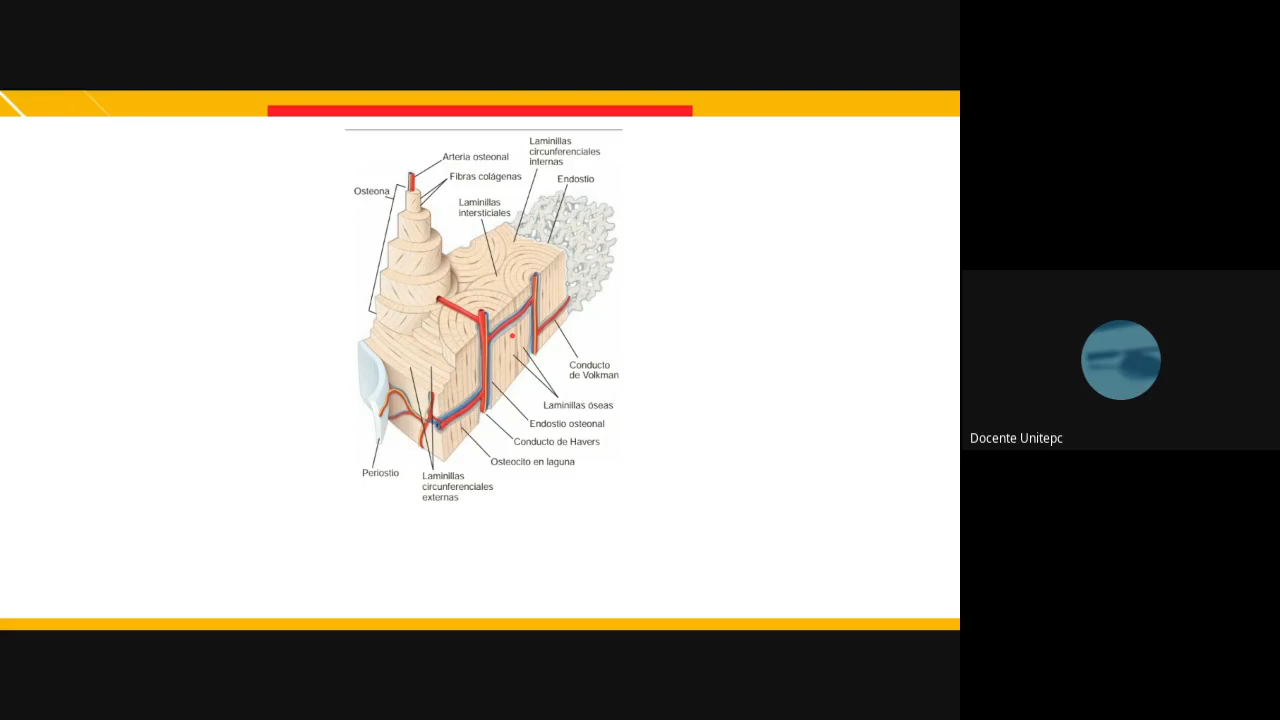 Laminillas
circunferenciales
internas
Arteria osteonal
Fibras colágenas
Endostio
Osteona
Laminillas
intersticiales
Conducto
de Volkman
Laminillas óseas
Endostio osteonal
Conducto de Havers
Osteocito en laguna
Periostio
Laminillas
circunferenciales
externas
Docente Unitepc